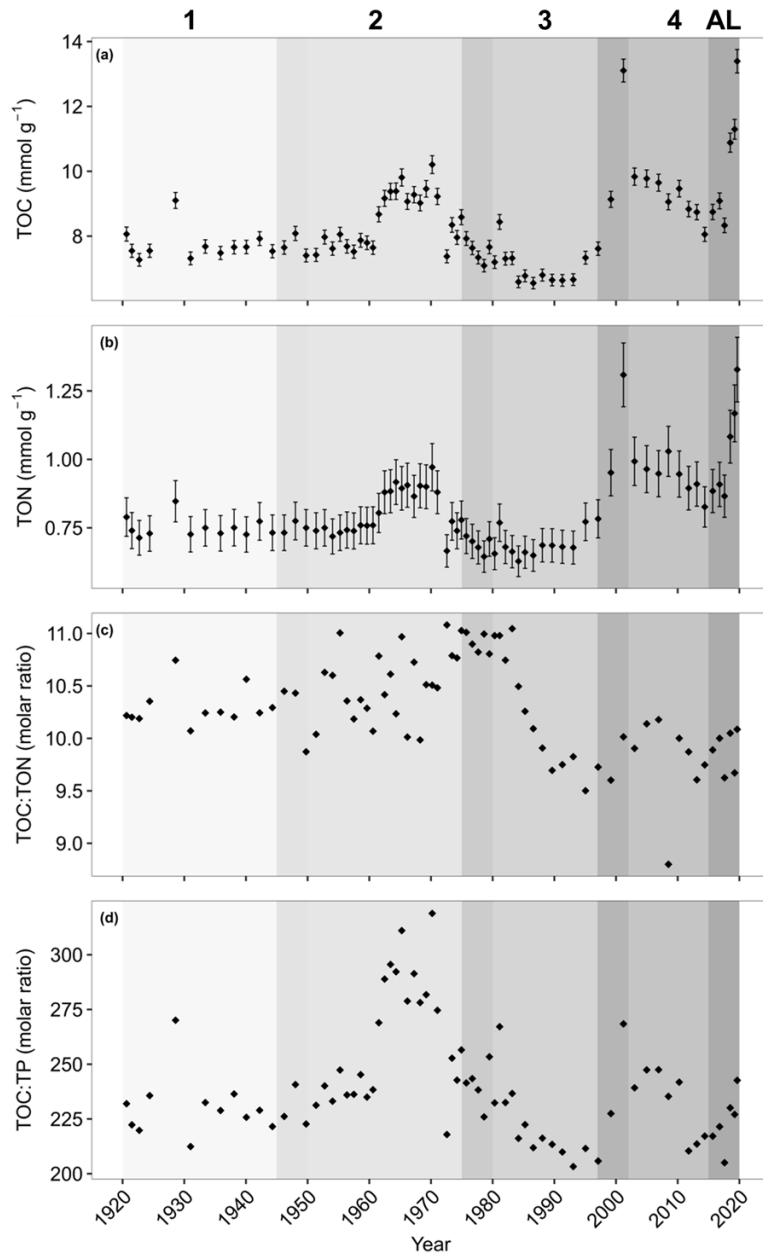 1 2 3 4 AL
(a)
TOC (mmol g⁻¹)
14
12
10
8
(b)
TON (mmol g⁻¹)
1.25
1.00
0.75
(c)
TOC:TON (molar ratio)
11.0
10.5
10.0
9.5
9.0
(d)
TOC:TP (molar ratio)
300
275
250
225
200
1920 1930 1940 1950 1960 1970 1980 1990 2000 2010 2020
Year